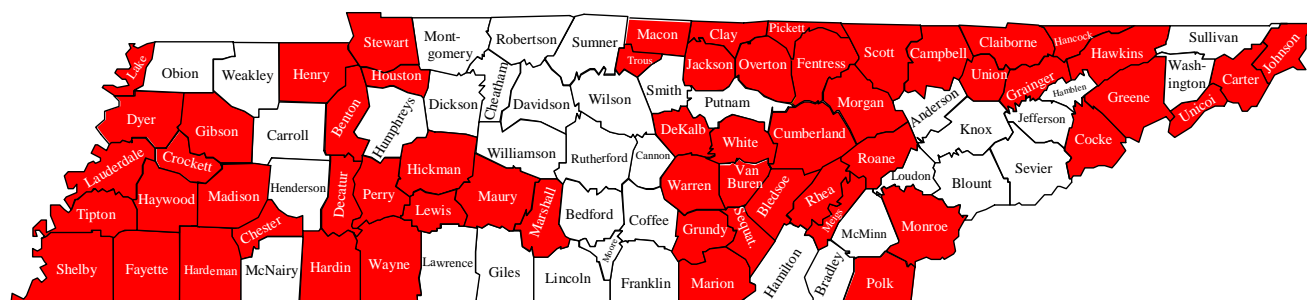 Stewart
Mont-
gomery
Robertson
Sumner
Macon
Clay
Pickett
Scott
Campbell
Claiborne
Hancock
Hawkins
Sullivan
Johnson
Lake
Obion
Weakley
Henry
Houston
Cheatham
Trous
Jackson
Overton
Fentress
Union
Grainger
Hamblen
Greene
Wash-
ington
Carter
Unicoi
Dyer
Gibson
Carroll
Benton
Humphreys
Dickson
Davidson
Wilson
Smith
Putnam
Morgan
Anderson
Knox
Jefferson
Cocke
Lauderdale
Crockett
Haywood
Madison
Henderson
Decatur
Perry
Hickman
Williamson
Rutherford
Cannon
DeKalb
White
Cumberland
Roane
Loudon
Blount
Sevier
Tipton
Chester
Lewis
Maury
Marshall
Bedford
Coffee
Warren
Van
Buren
Bledsoe
Rhea
Meigs
McMinn
Monroe
Shelby
Fayette
Hardeman
McNairy
Hardin
Wayne
Lawrence
Giles
Lincoln
Moore
Franklin
Grundy
Sequat.
Marion
Hamilton
Bradley
Polk